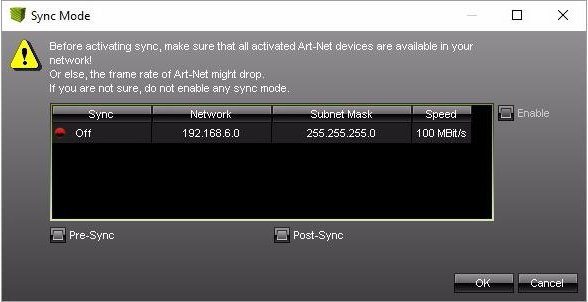 Sync Mode
Before activating sync, make sure that all activated Art-Net devices are available in your
network!
Or else, the frame rate of Art-Net might drop.
If you are not sure, do not enable any sync mode.
Sync Network Subnet Mask Speed
Enable
Off 192.168.6.0 255.255.255.0 100 MBit/s
Pre-Sync Post-Sync
OK Cancel